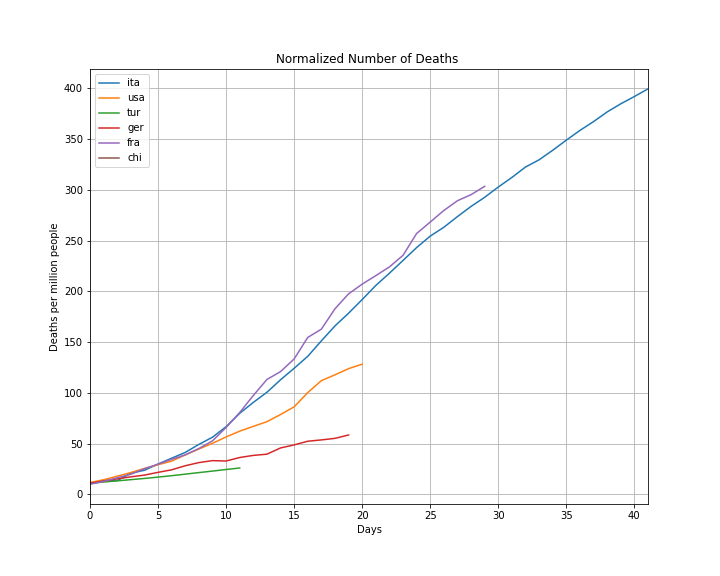 Normalized Number of Deaths
ita
usa
tur
ger
fra
chi
400
350
300
250
200
150
100
50
0
Deaths per million people
0 5 10 15 20 25 30 35 40
Days